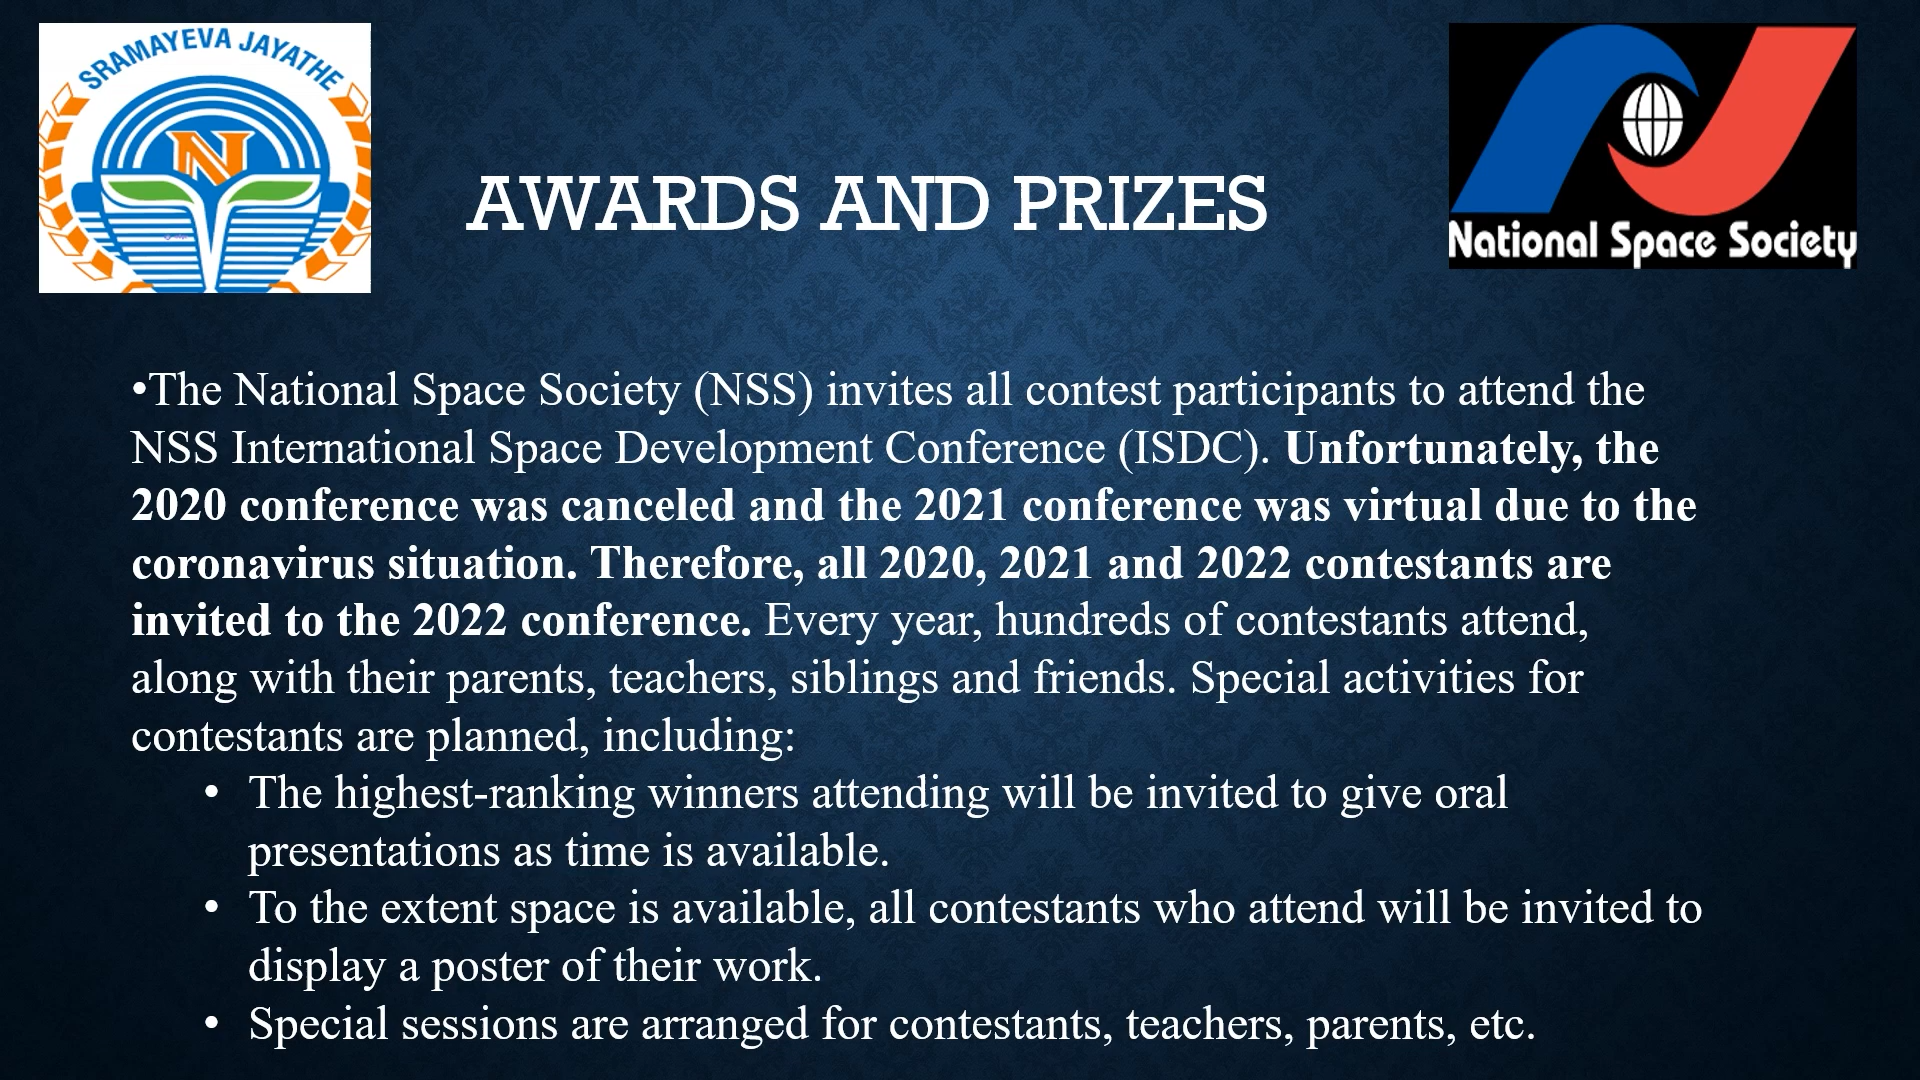 SRAMAYEVA JAYATHE
N
National Space Society
AWARDS AND PRIZES
•The National Space Society (NSS) invites all contest participants to attend the
NSS International Space Development Conference (ISDC). Unfortunately, the
2020 conference was canceled and the 2021 conference was virtual due to the
coronavirus situation. Therefore, all 2020, 2021 and 2022 contestants are
invited to the 2022 conference. Every year, hundreds of contestants attend,
along with their parents, teachers, siblings and friends. Special activities for
contestants are planned, including:
• The highest-ranking winners attending will be invited to give oral
presentations as time is available.
• To the extent space is available, all contestants who attend will be invited to
display a poster of their work.
• Special sessions are arranged for contestants, teachers, parents, etc.